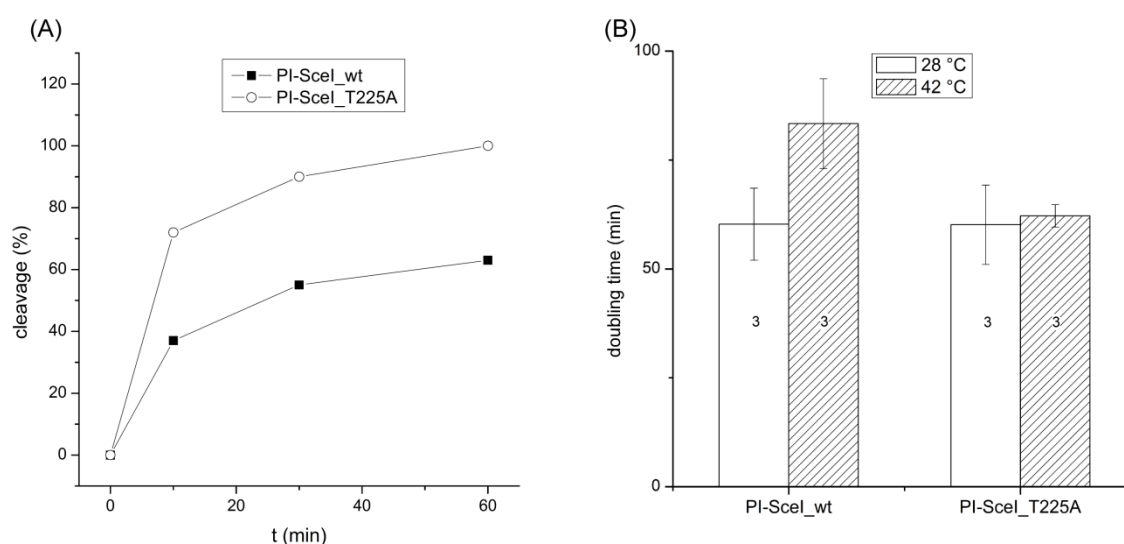 (A)
PI-SceI_wt
PI-SceI_T225A
120
100
80
60
40
20
0
cleavage (%)
0 20 40 60
t (min)
(B)
28 °C
42 °C
100
50
0
doubling time (min)
3 3 3 3
PI-SceI_wt PI-SceI_T225A